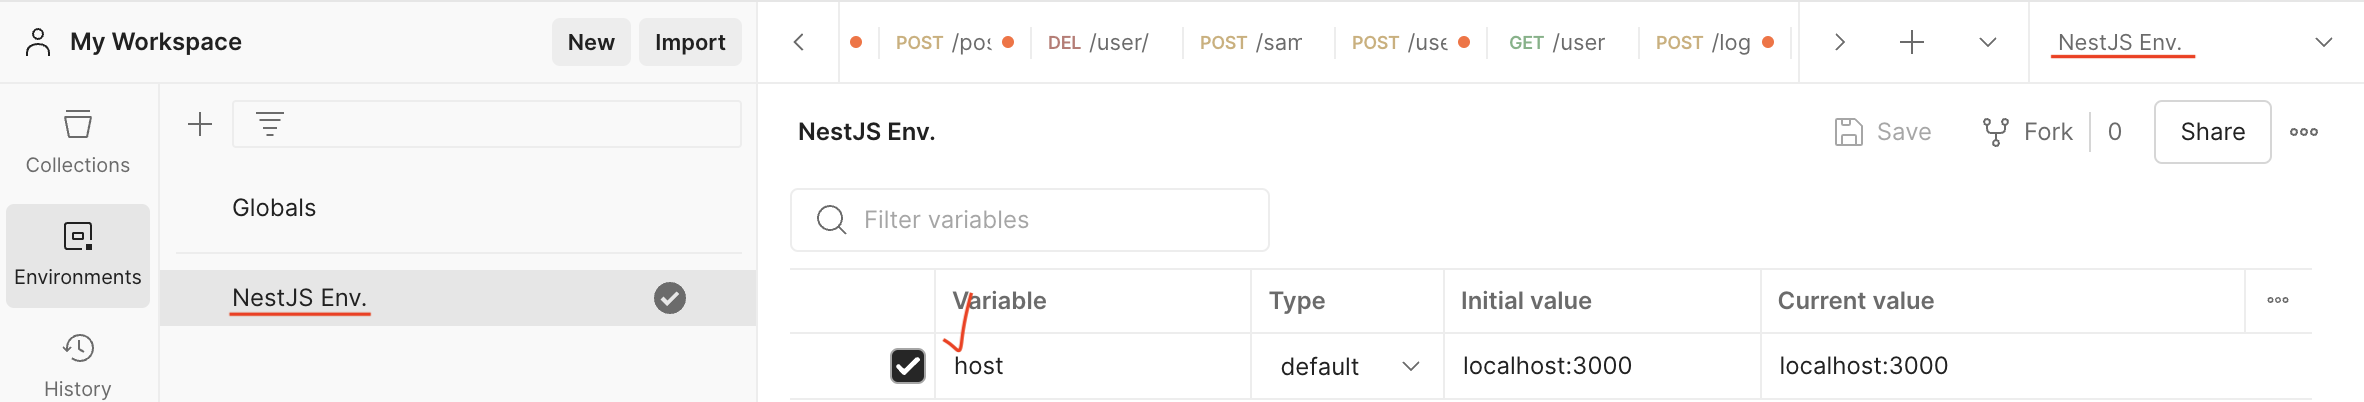 My Workspace New Import
POST /pos DEL /user/ POST /sam POST /use GET /user POST /log NestJS Env.
Collections
Environments
History
Globals
NestJS Env.
NestJS Env. Save Fork 0 Share
Filter variables
Variable Type Initial value Current value
host default localhost:3000 localhost:3000